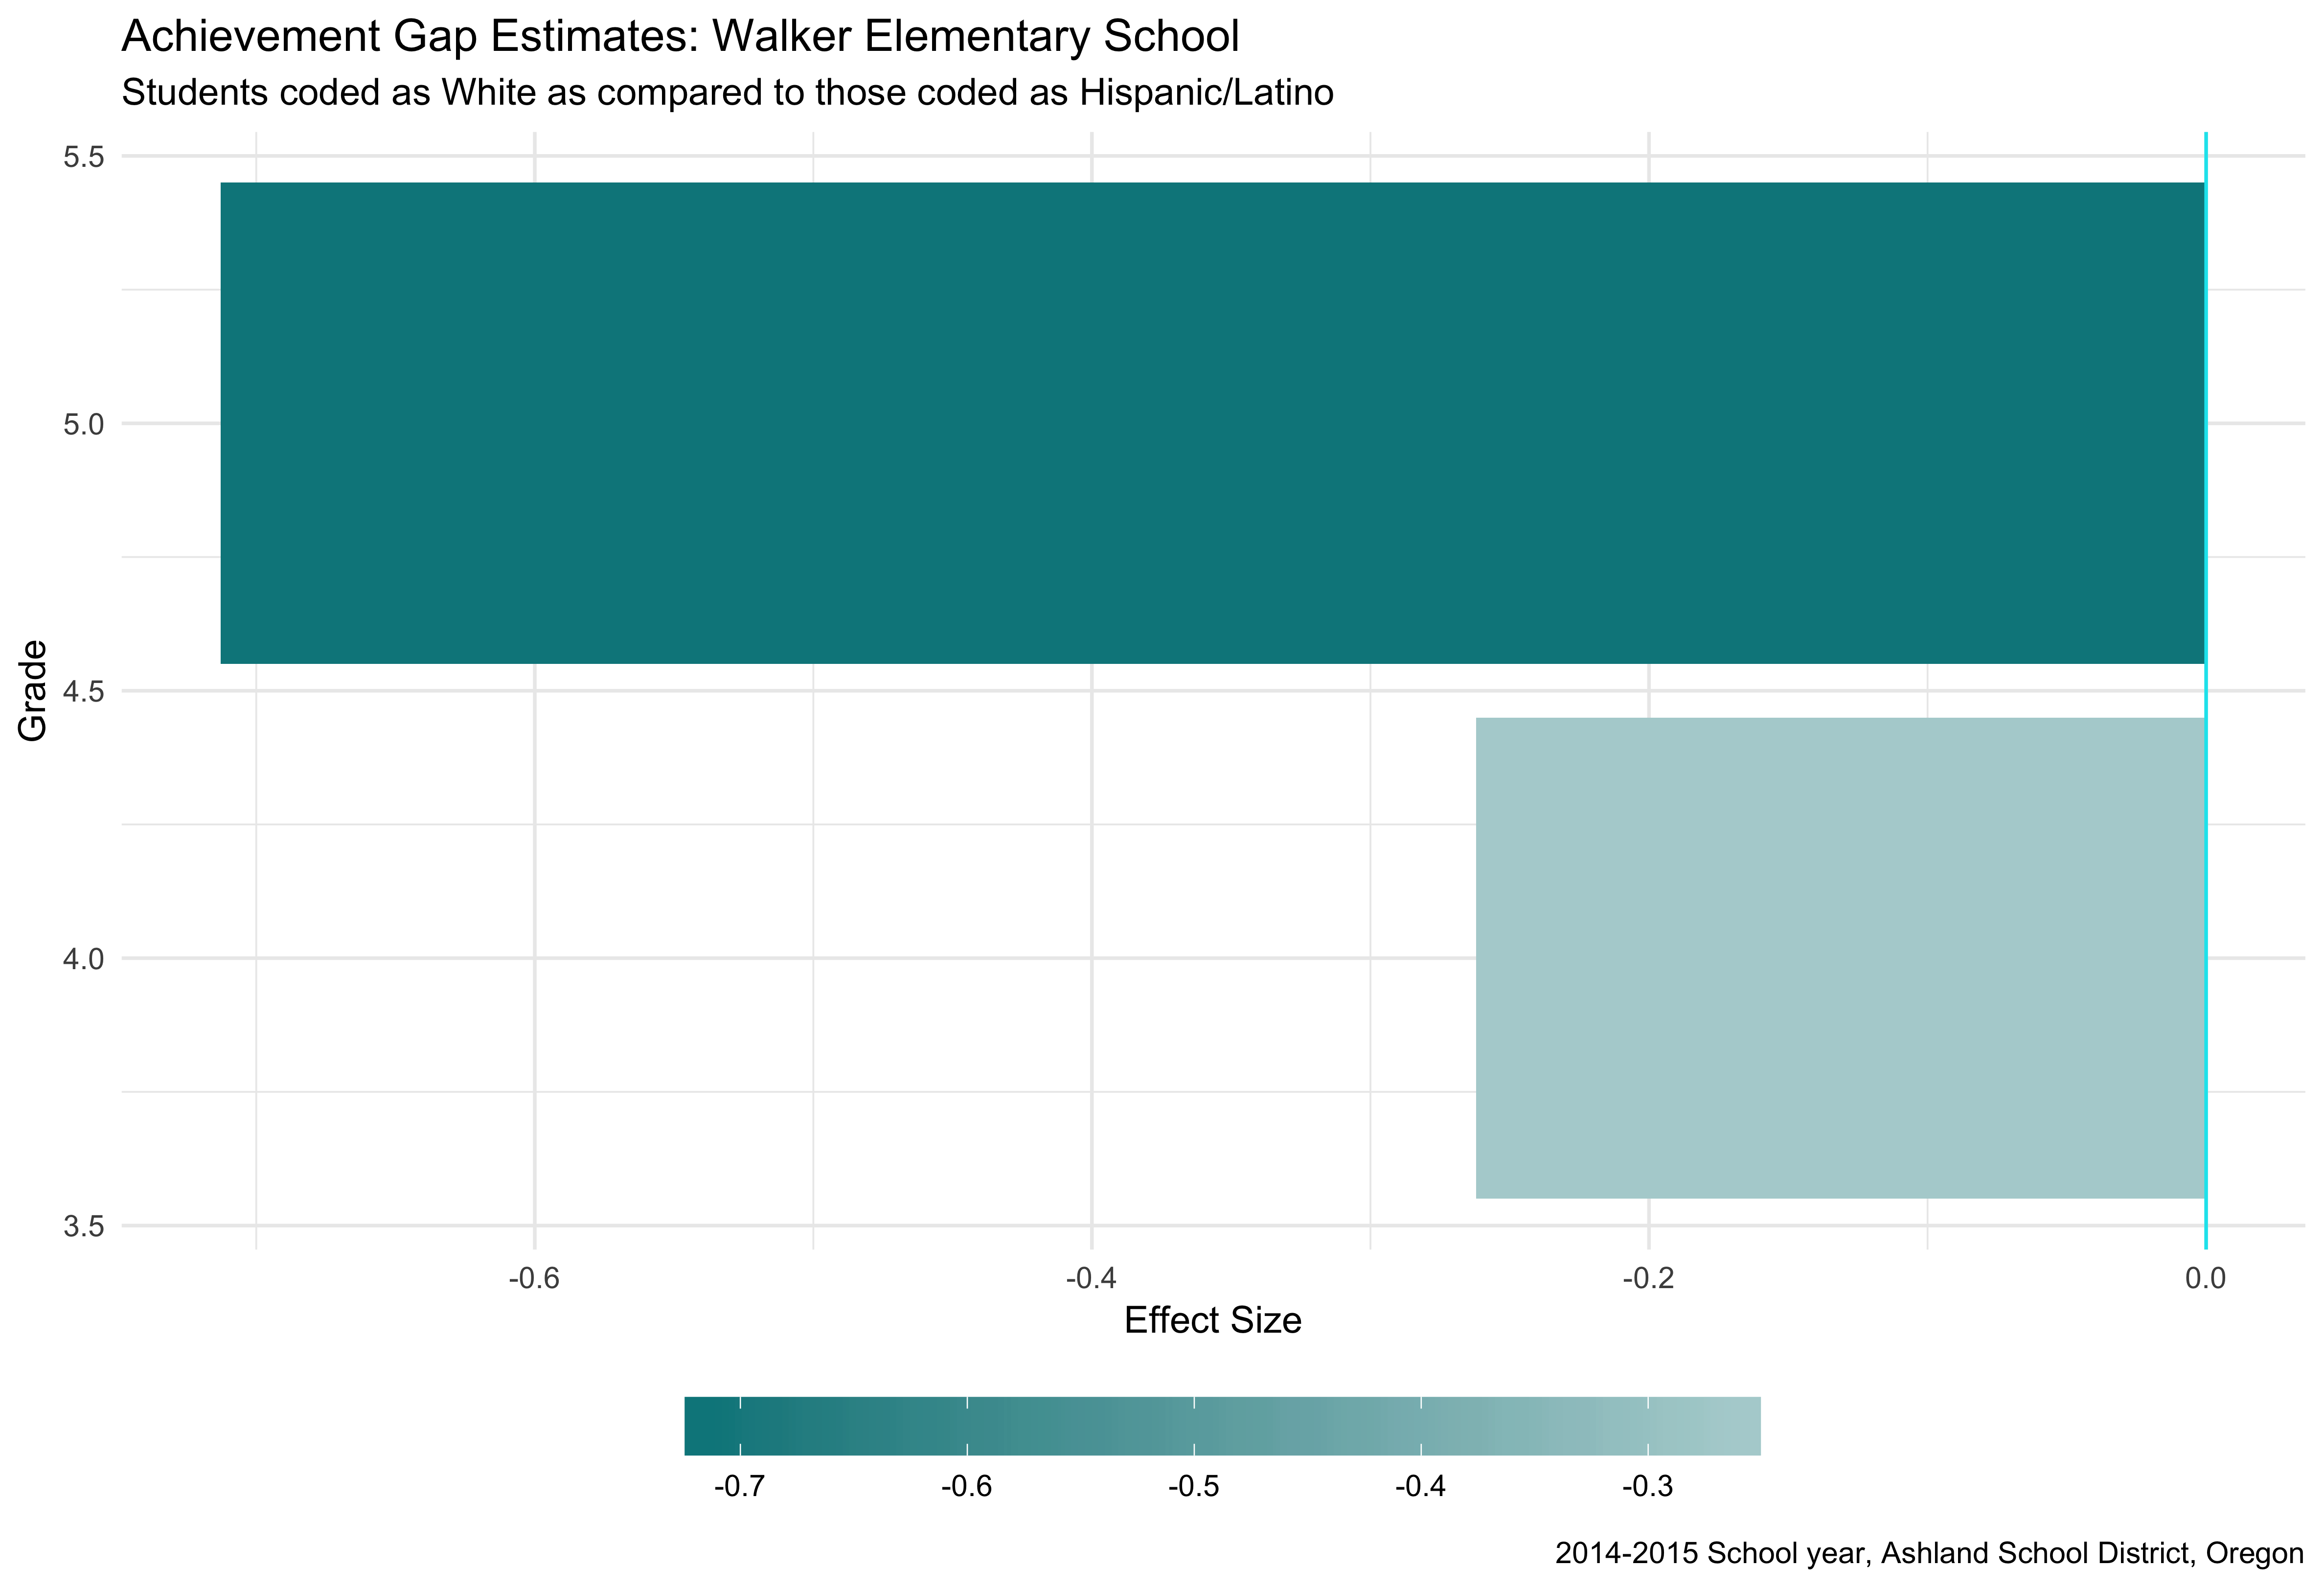 Achievement Gap Estimates: Walker Elementary School
Students coded as White as compared to those coded as Hispanic/Latino
5.5
5.0
4.5
4.0
3.5
Grade
-0.6 -0.4 -0.2 0.0
Effect Size
-0.7 -0.6 -0.5 -0.4 -0.3
2014-2015 School year, Ashland School District, Oregon